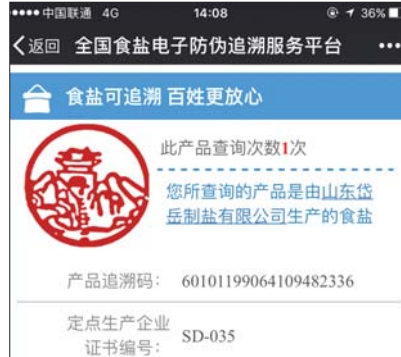 中国联通 4G 14:08 36%
返回 全国食盐电子防伪追溯服务平台
食盐可追溯 百姓更放心
此产品查询次数1次
您所查询的产品是由山东岱
岳制盐有限公司生产的食盐
产品追溯码： 60101199064109482336
定点生产企业
证书编号： SD-035